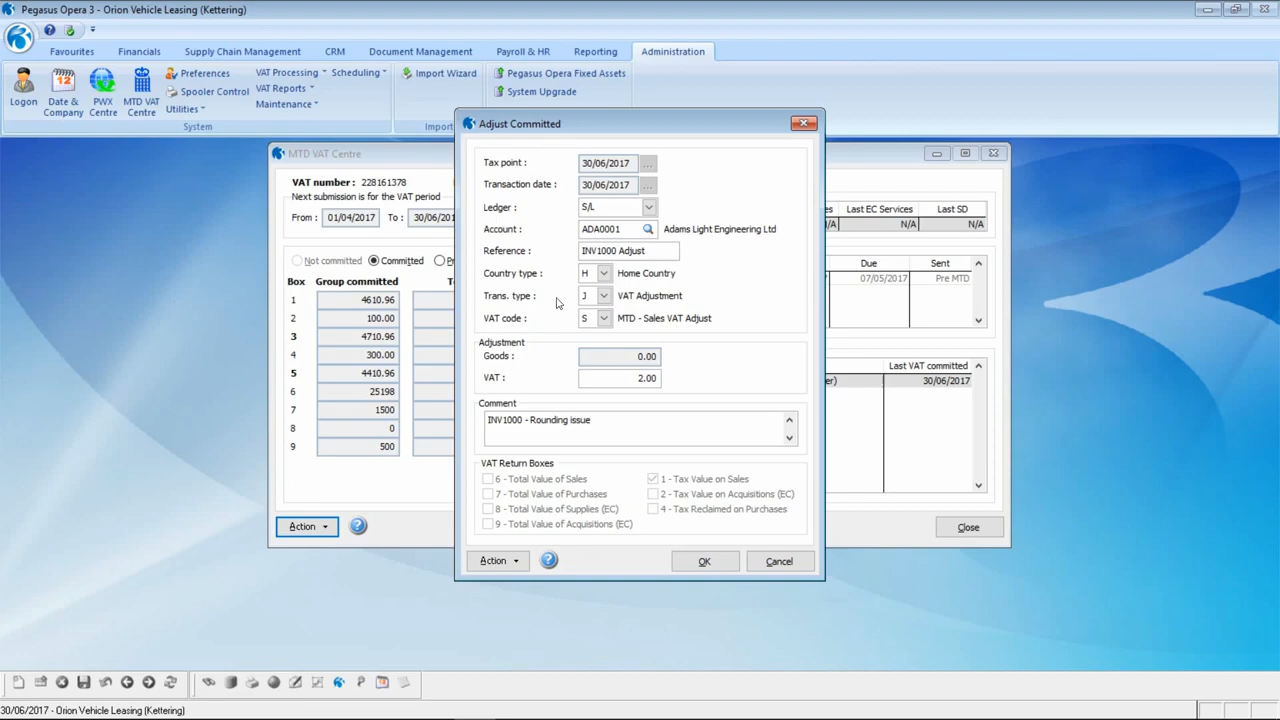 Pegasus Opera 3 - Orion Vehicle Leasing (Kettering)
Favourites Financials Supply Chain Management CRM Document Management Payroll & HR Reporting Administration
Logon
Date & Company
PWX Centre
MTD VAT Centre
Preferences
Spooler Control
Utilities
System
VAT Processing
VAT Reports
Scheduling
Maintenance
Import Wizard
Import
Pegasus Opera Fixed Assets
System Upgrade
MTD VAT Centre
VAT number : 228161378
Next submission is for the VAT period
From : 01/04/2017 To : 30/06/201
Not committed Committed P
Box Group committed
1 4610.96
2 100.00
3 4710.96
4 300.00
5 4410.96
6 25198
7 1500
8 0
9 500
Action
Adjust Committed
Tax point : 30/06/2017 ...
Transaction date : 30/06/2017 ...
Ledger : S/L
Account : ADA0001 Adams Light Engineering Ltd
Reference : INV1000 Adjust
Country type : H Home Country
Trans. type : J VAT Adjustment
VAT code : S MTD - Sales VAT Adjust
Adjustment
Goods : 0.00
VAT : 2.00
Comment
INV1000 - Rounding issue
VAT Return Boxes
6 - Total Value of Sales 1 - Tax Value on Sales
7 - Total Value of Purchases 2 - Tax Value on Acquisitions (EC)
8 - Total Value of Supplies (EC) 4 - Tax Reclaimed on Purchases
9 - Total Value of Acquisitions (EC)
Action OK Cancel
Last EC Services Last SD
/A N/A N/A
Due Sent
07/05/2017 Pre MTD
Last VAT committed
er) 30/06/2017
Close
30/06/2017 - Orion Vehicle Leasing (Kettering)